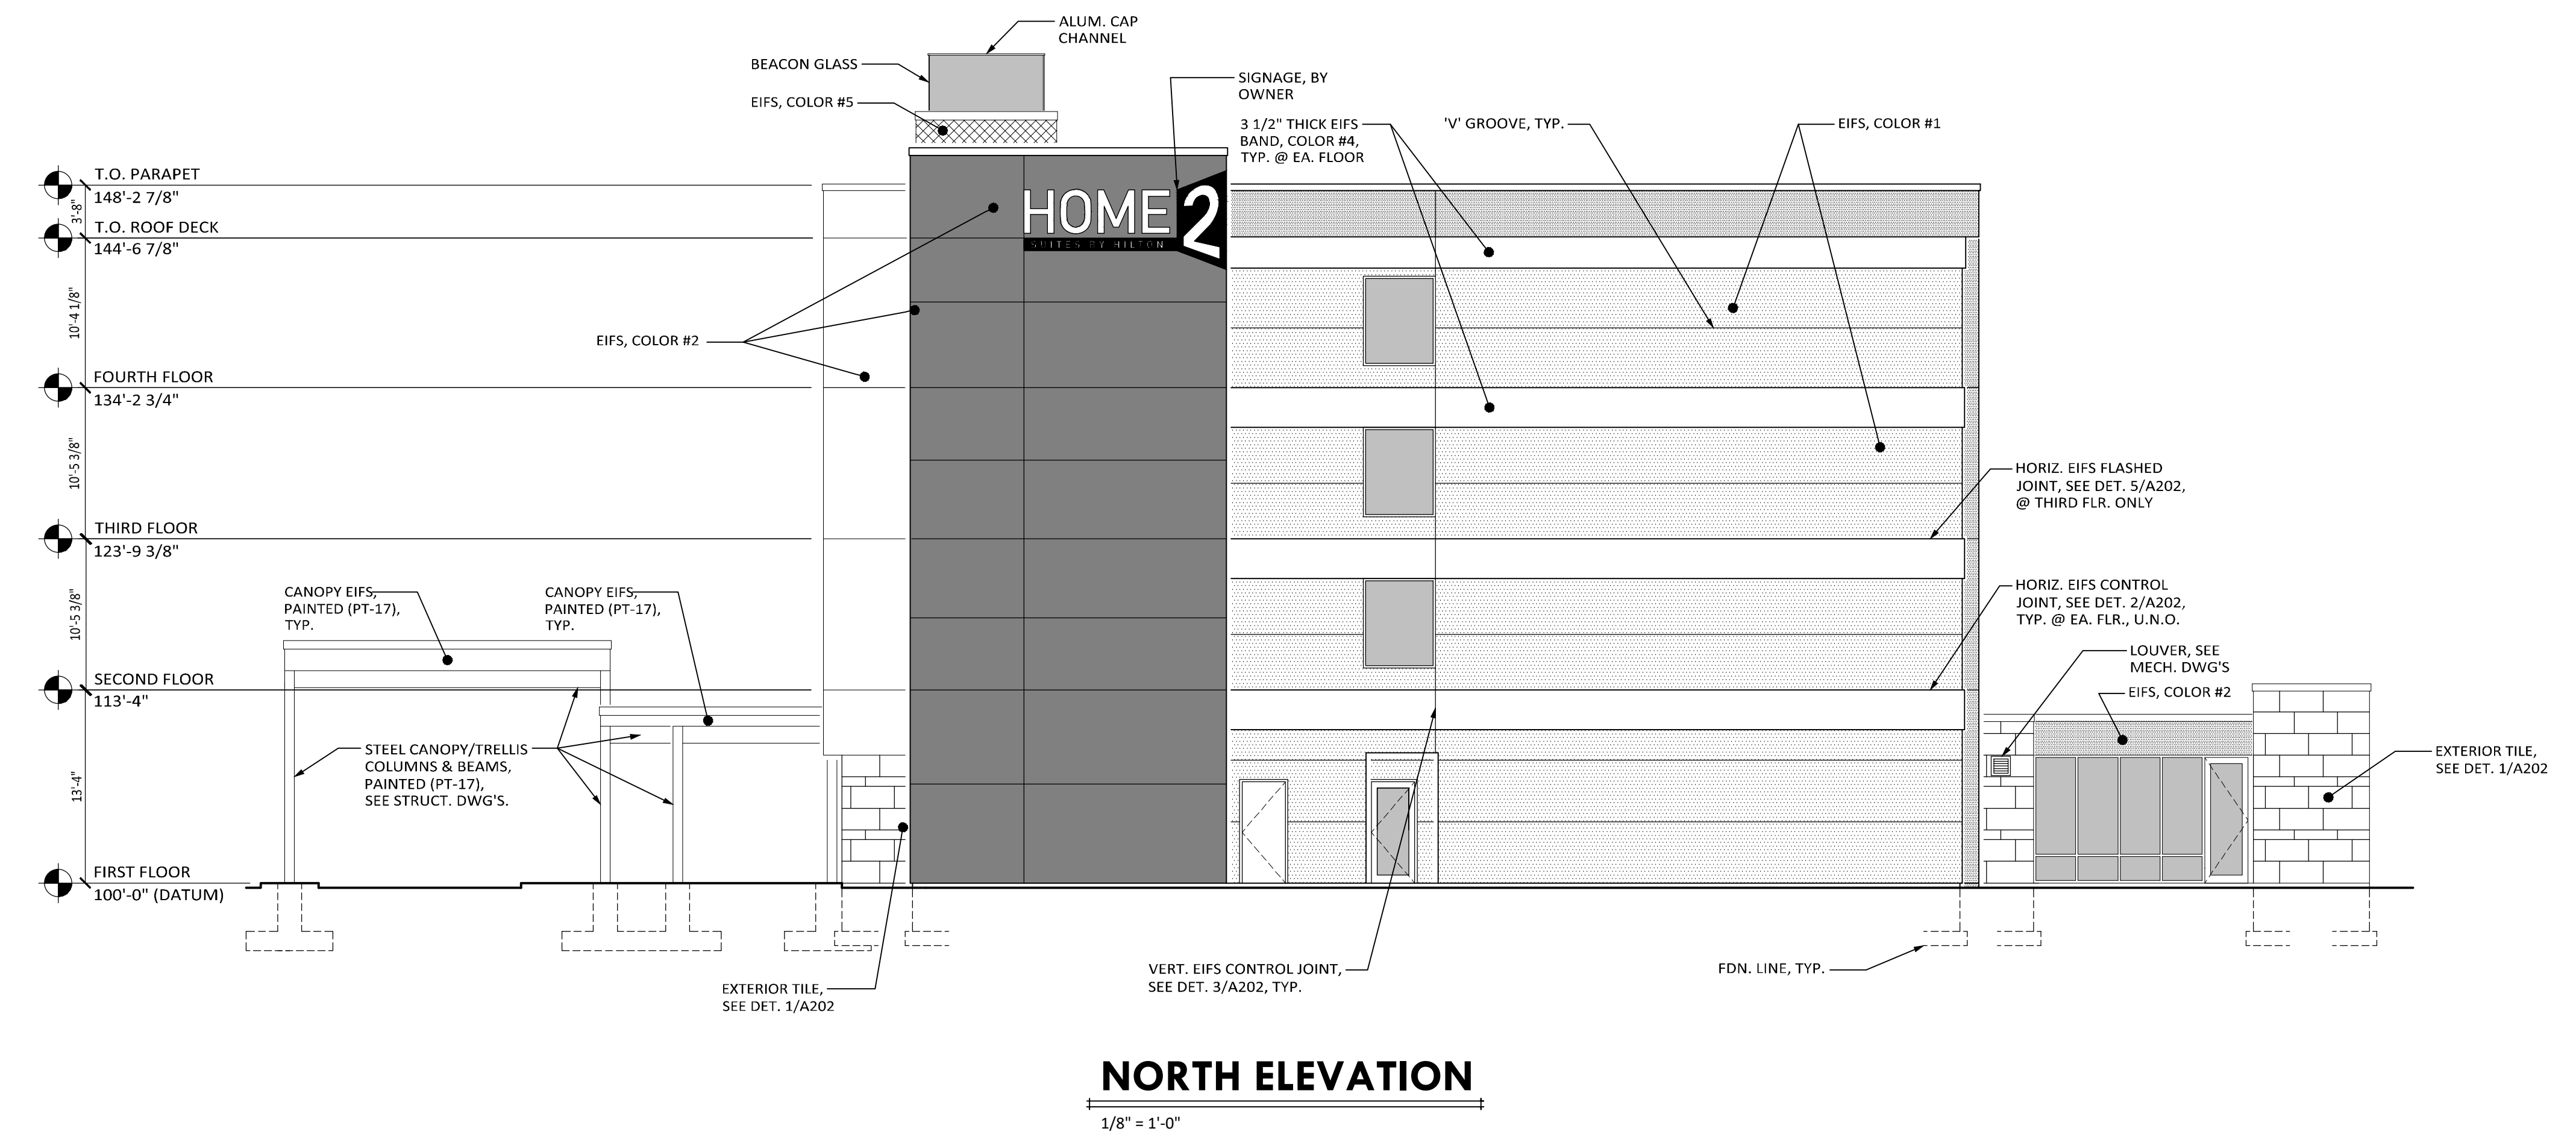 ALUM. CAP
CHANNEL
BEACON GLASS
EIFS, COLOR #5
SIGNAGE, BY
OWNER
3 1/2" THICK EIFS
BAND, COLOR #4,
TYP. @ EA. FLOOR
'V' GROOVE, TYP.
EIFS, COLOR #1
T.O. PARAPET
148'-2 7/8"
3'-8"
T.O. ROOF DECK
144'-6 7/8"
HOME 2
SUITES BY HILTON
10'-4 1/8"
EIFS, COLOR #2
FOURTH FLOOR
134'-2 3/4"
10'-5 3/8"
HORIZ. EIFS FLASHED
JOINT, SEE DET. 5/A202,
@ THIRD FLR. ONLY
THIRD FLOOR
123'-9 3/8"
10'-5 3/8"
CANOPY EIFS,
PAINTED (PT-17),
TYP.
CANOPY EIFS,
PAINTED (PT-17),
TYP.
HORIZ. EIFS CONTROL
JOINT, SEE DET. 2/A202,
TYP. @ EA. FLR., U.N.O.
LOUVER, SEE
MECH. DWG'S
EIFS, COLOR #2
SECOND FLOOR
113'-4"
13'-4"
STEEL CANOPY/TRELLIS
COLUMNS & BEAMS,
PAINTED (PT-17),
SEE STRUCT. DWG'S.
EXTERIOR TILE,
SEE DET. 1/A202
FIRST FLOOR
100'-0" (DATUM)
EXTERIOR TILE,
SEE DET. 1/A202
VERT. EIFS CONTROL JOINT,
SEE DET. 3/A202, TYP.
FDN. LINE, TYP.
NORTH ELEVATION
1/8" = 1'-0"